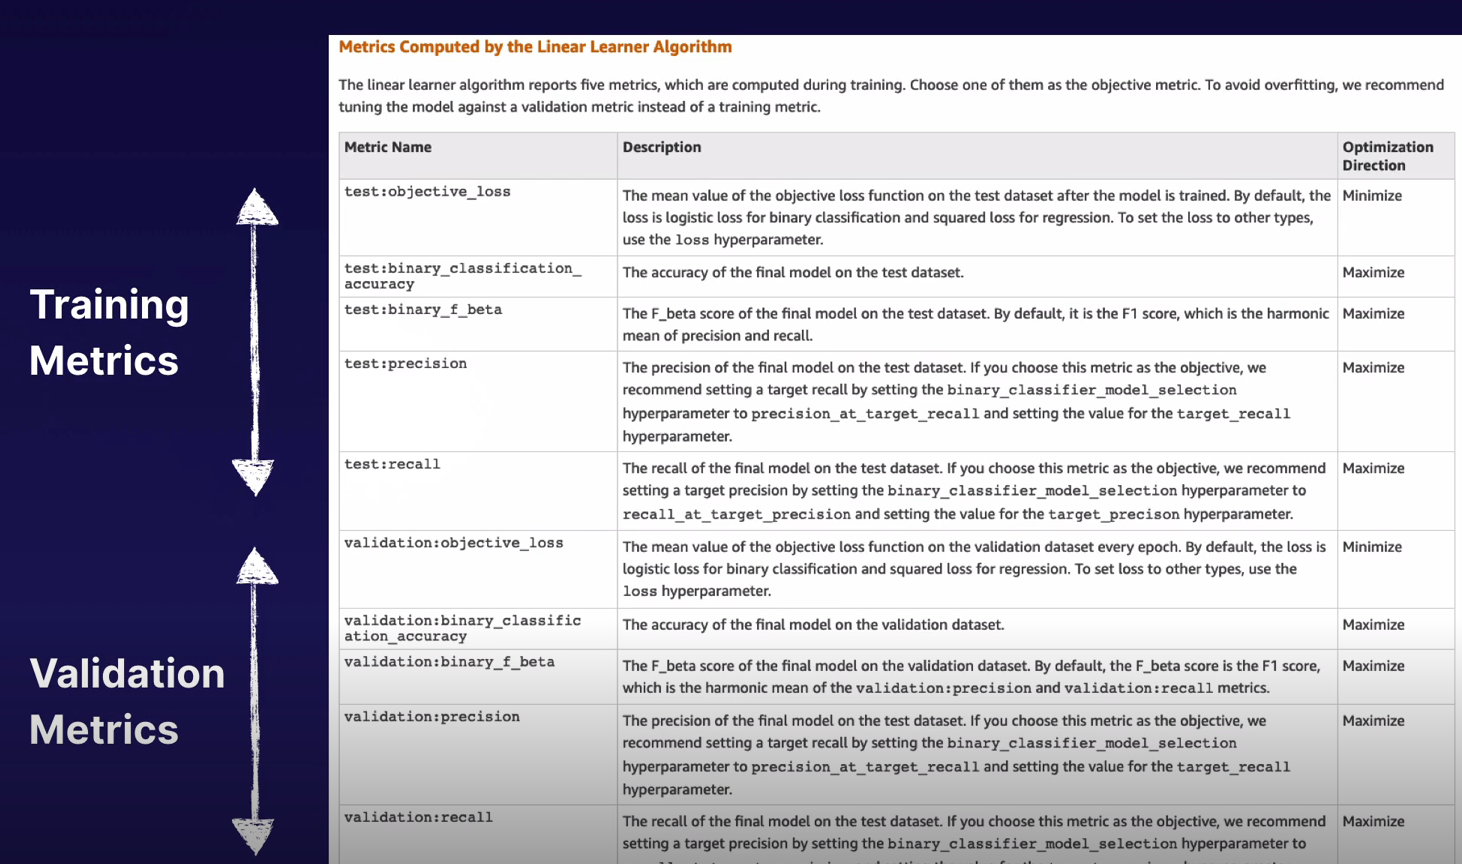 Metrics Computed by the Linear Learner Algorithm
The linear learner algorithm reports five metrics, which are computed during training. Choose one of them as the objective metric. To avoid overfitting, we recommend
tuning the model against a validation metric instead of a training metric.
Metric Name
Description
Optimization
Direction
test:objective_loss
The mean value of the objective loss function on the test dataset after the model is trained. By default, the
loss is logistic loss for binary classification and squared loss for regression. To set the loss to other types,
use the loss hyperparameter.
Minimize
test:binary_classification_
accuracy
The accuracy of the final model on the test dataset.
Maximize
test:binary_f_beta
The F_beta score of the final model on the test dataset. By default, it is the F1 score, which is the harmonic
mean of precision and recall.
Maximize
test:precision
The precision of the final model on the test dataset. If you choose this metric as the objective, we
recommend setting a target recall by setting the binary_classifier_model_selection
hyperparameter to precision_at_target_recall and setting the value for the target_recall
hyperparameter.
Maximize
test:recall
The recall of the final model on the test dataset. If you choose this metric as the objective, we recommend
setting a target precision by setting the binary_classifier_model_selection hyperparameter to
recall_at_target_precision and setting the value for the target_precison hyperparameter.
Maximize
validation:objective_loss
The mean value of the objective loss function on the validation dataset every epoch. By default, the loss is
logistic loss for binary classification and squared loss for regression. To set loss to other types, use the
loss hyperparameter.
Minimize
validation:binary_classific
ation_accuracy
The accuracy of the final model on the validation dataset.
Maximize
validation:binary_f_beta
The F_beta score of the final model on the validation dataset. By default, the F_beta score is the F1 score,
which is the harmonic mean of the validation:precision and validation:recall metrics.
Maximize
validation:precision
The precision of the final model on the test dataset. If you choose this metric as the objective, we
recommend setting a target recall by setting the binary_classifier_model_selection
hyperparameter to precision_at_target_recall and setting the value for the target_recall
hyperparameter.
Maximize
validation:recall
The recall of the final model on the test dataset. If you choose this metric as the objective, we recommend
setting a target precision by setting the binary_classifier_model_selection hyperparameter to
Maximize
Training
Metrics
Validation
Metrics